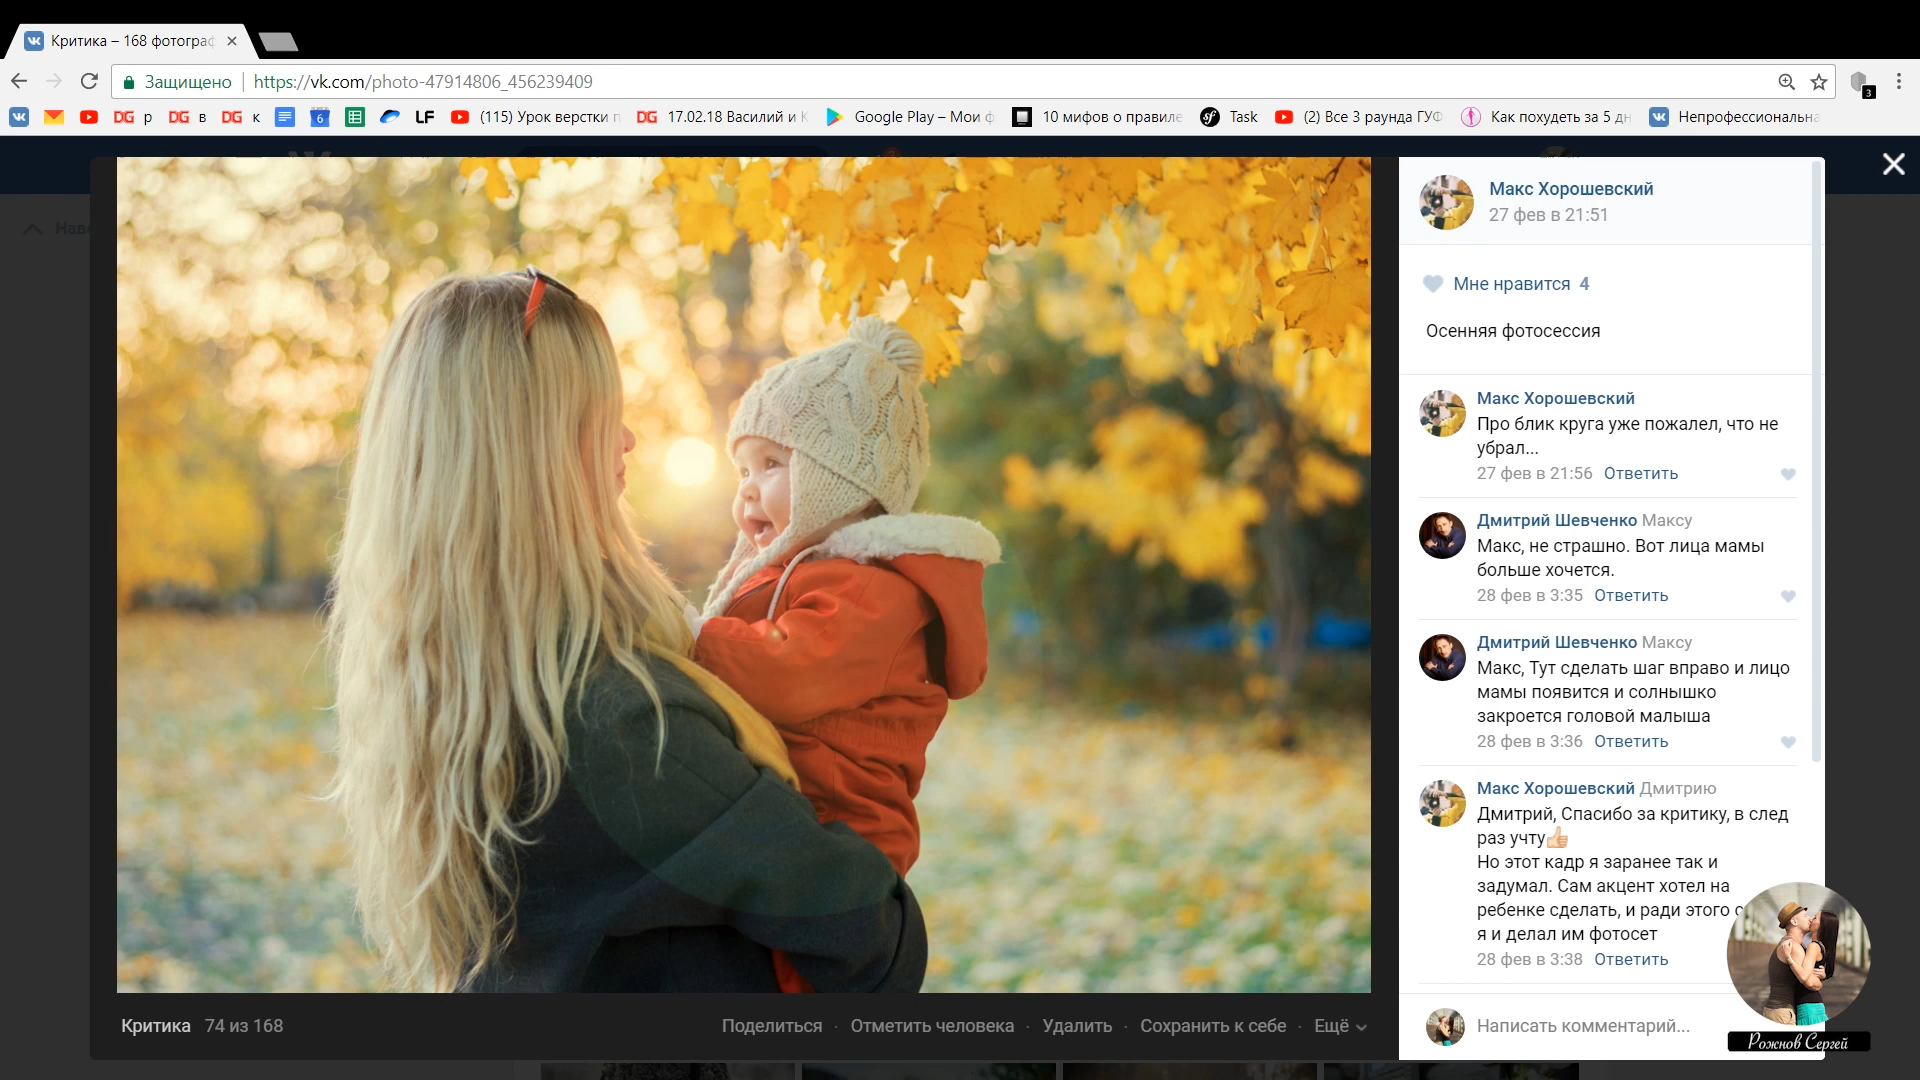 Критика – 168 фотограф
Защищено https://vk.com/photo-47914806_456239409
3
DG р DG в DG к 6 LF (115) Урок верстки DG 17.02.18 Василий и Google Play – Мои 10 мифов о правиле sf Task (2) Все 3 раунда ГУФ Как похудеть за 5 дн Непрофессиональна
Макс Хорошевский
27 фев в 21:51
Мне нравится 4
Осенняя фотосессия
Макс Хорошевский
Про блик круга уже пожалел, что не
убрал...
27 фев в 21:56 Ответить
Дмитрий Шевченко Максу
Макс, не страшно. Вот лица мамы
больше хочется.
28 фев в 3:35 Ответить
Дмитрий Шевченко Максу
Макс, Тут сделать шаг вправо и лицо
мамы появится и солнышко
закроется головой малыша
28 фев в 3:36 Ответить
Макс Хорошевский Дмитрию
Дмитрий, Спасибо за критику, в след
раз учту👍
Но этот кадр я заранее так и
задумал. Сам акцент хотел на
ребенке сделать, и ради этого
я и делал им фотосет
28 фев в 3:38 Ответить
Критика 74 из 168 Поделиться · Отметить человека · Удалить · Сохранить к себе · Ещё
Написать комментарий...
Рожнов Сергей